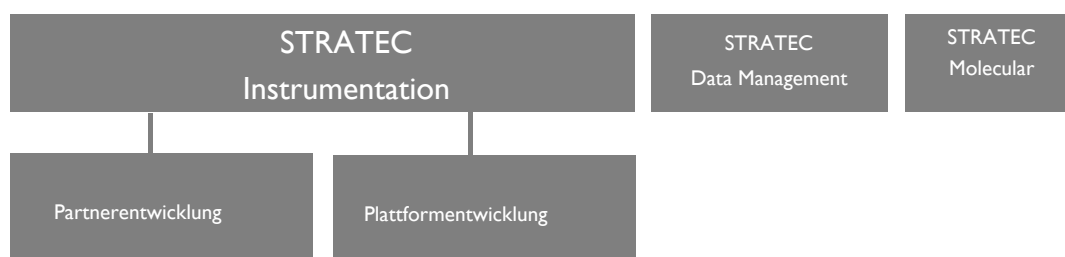 STRATEC
Instrumentation
STRATEC
Data Management
STRATEC
Molecular
Partnerentwicklung
Plattformentwicklung